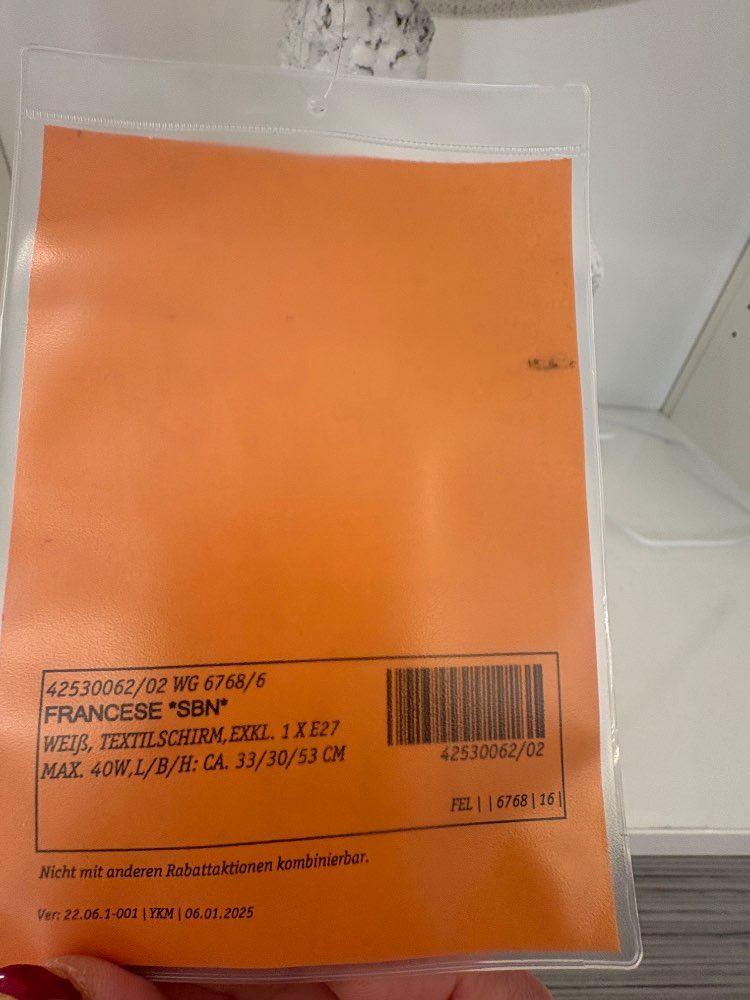 42530062/02 WG 6768/6
FRANCESE *SBN*
WEIß, TEXTILSCHIRM,EXKL. 1 X E27
MAX. 40W,L/B/H: CA. 33/30/53 CM
42530062/02
FEL | | 6768 | 16 |
Nicht mit anderen Rabattaktionen kombinierbar.
Ver: 22.06.1-001 | YKM | 06.01.2025